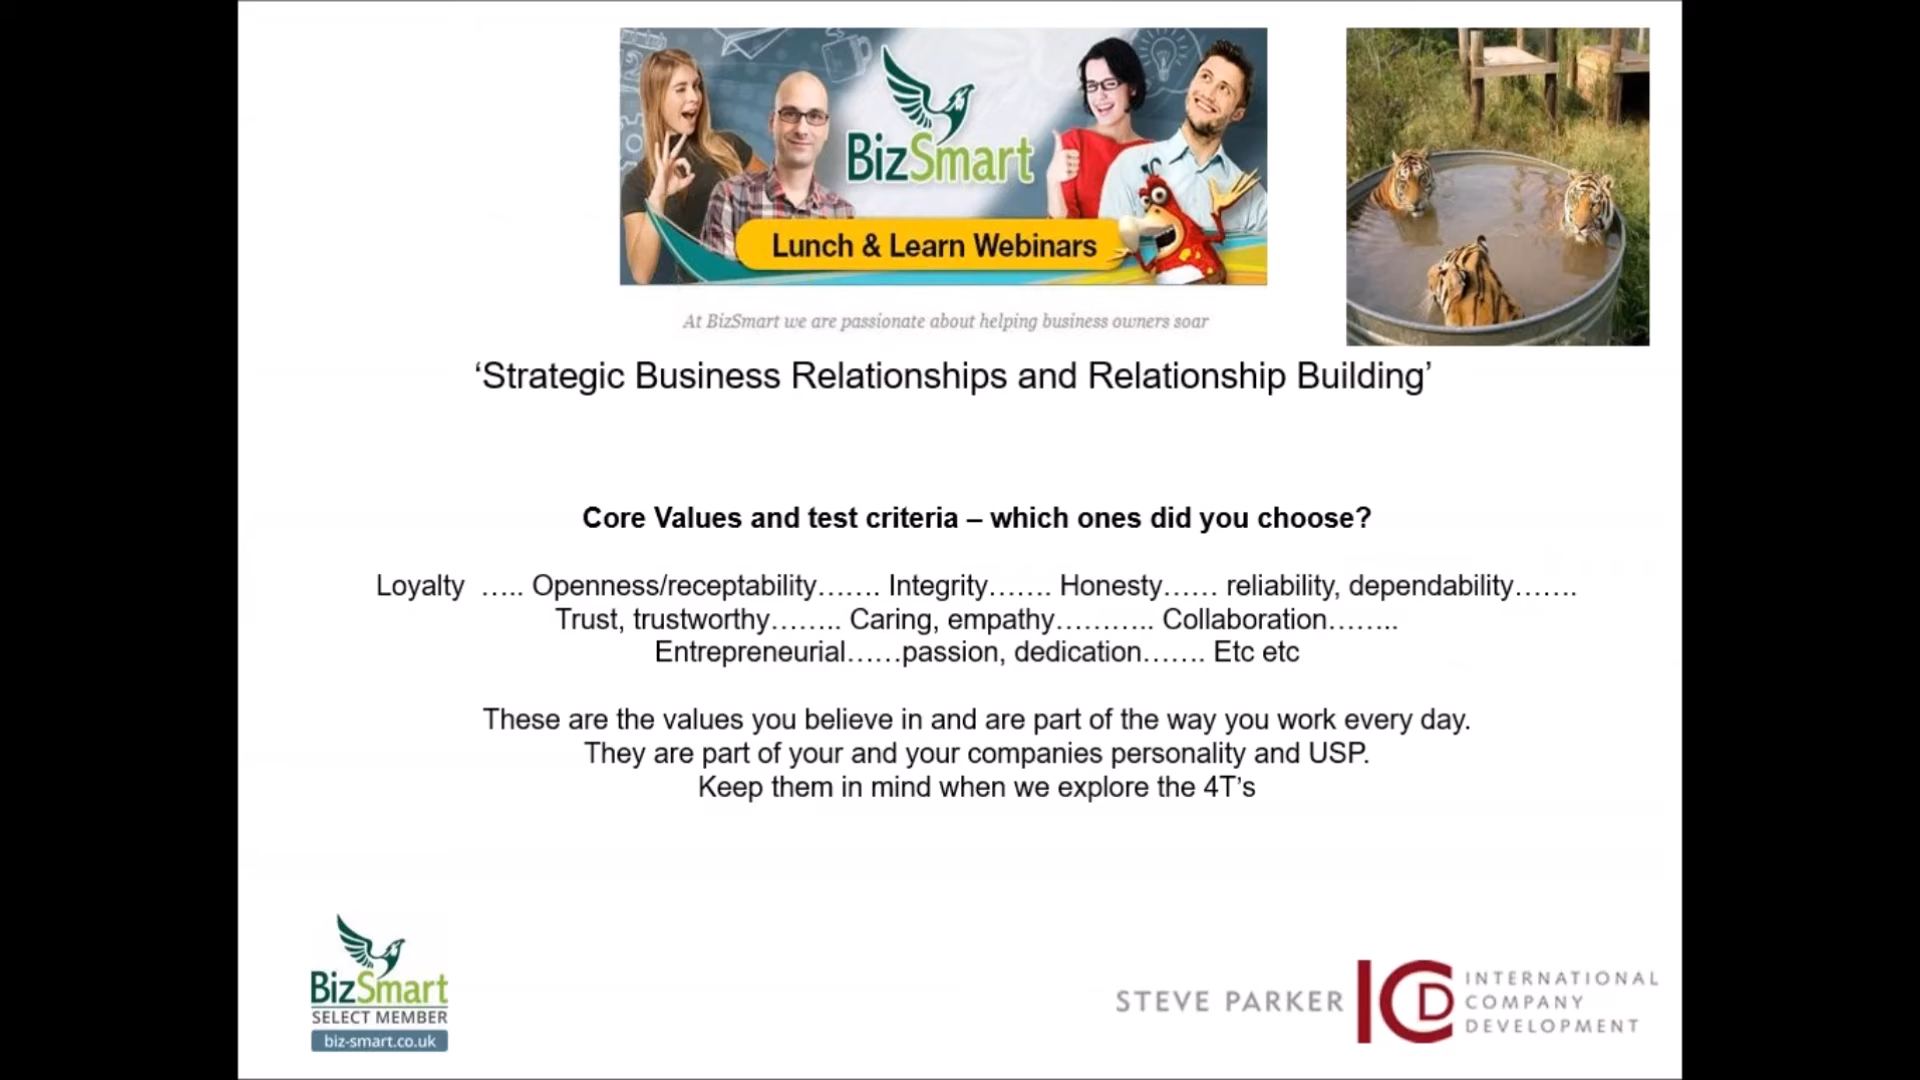 BizSmart
Lunch & Learn Webinars
At BizSmart we are passionate about helping business owners soar
‘Strategic Business Relationships and Relationship Building’
Core Values and test criteria – which ones did you choose?
Loyalty ….. Openness/receptability……. Integrity……. Honesty…… reliability, dependability…….
Trust, trustworthy…….. Caring, empathy……….. Collaboration……..
Entrepreneurial……passion, dedication……. Etc etc
These are the values you believe in and are part of the way you work every day.
They are part of your and your companies personality and USP.
Keep them in mind when we explore the 4T’s
BizSmart
SELECT MEMBER
biz-smart.co.uk
STEVE PARKER
ICD
INTERNATIONAL
COMPANY
DEVELOPMENT